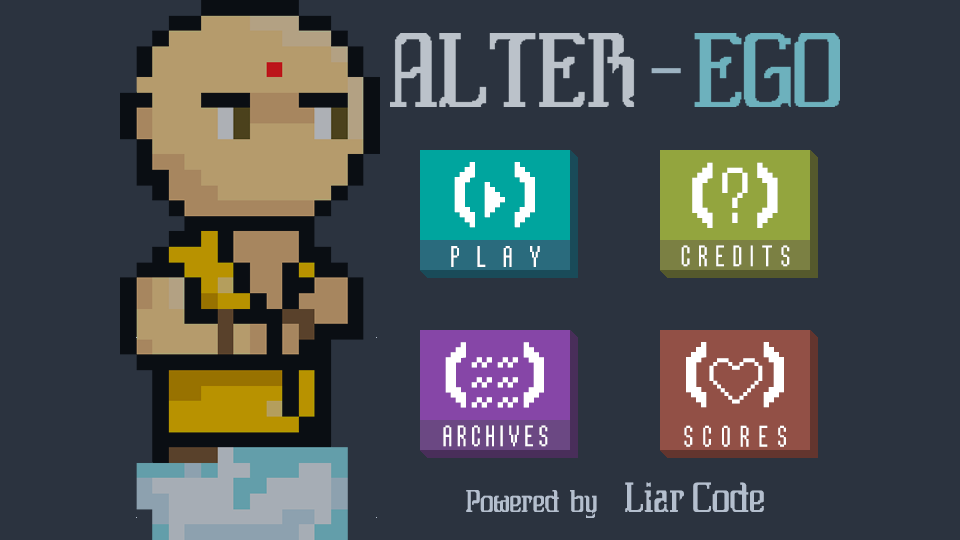 ALTER-EGO
PLAY
CREDITS
ARCHIVES
SCORES
Powered by Liar Code